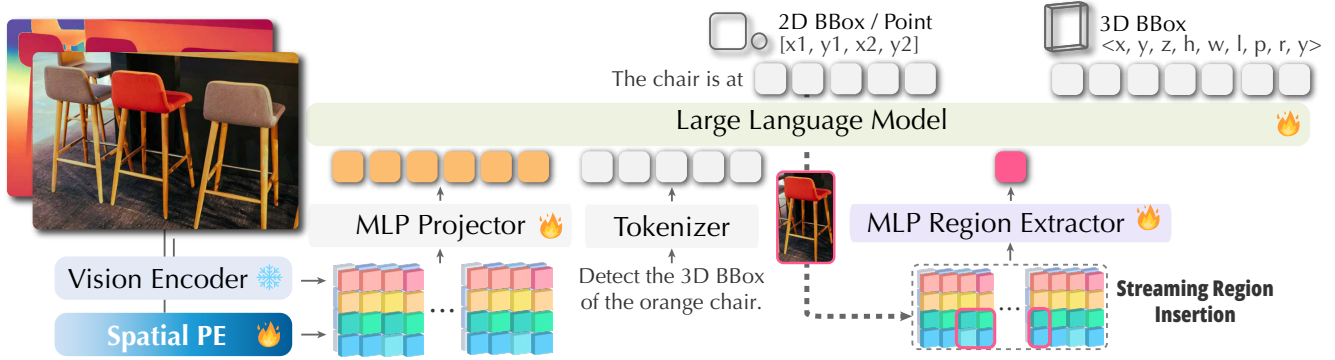 2D BBox / Point
[x1, y1, x2, y2]
3D BBox
<x, y, z, h, w, l, p, r, y>
The chair is at
Large Language Model
MLP Projector
Tokenizer
MLP Region Extractor
Vision Encoder
Spatial PE
...
Detect the 3D BBox
of the orange chair.
...
Streaming Region
Insertion